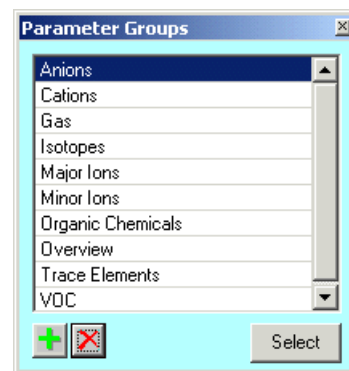 Parameter Groups
Anions
Cations
Gas
Isotopes
Major Ions
Minor Ions
Organic Chemicals
Overview
Trace Elements
VOC
Select